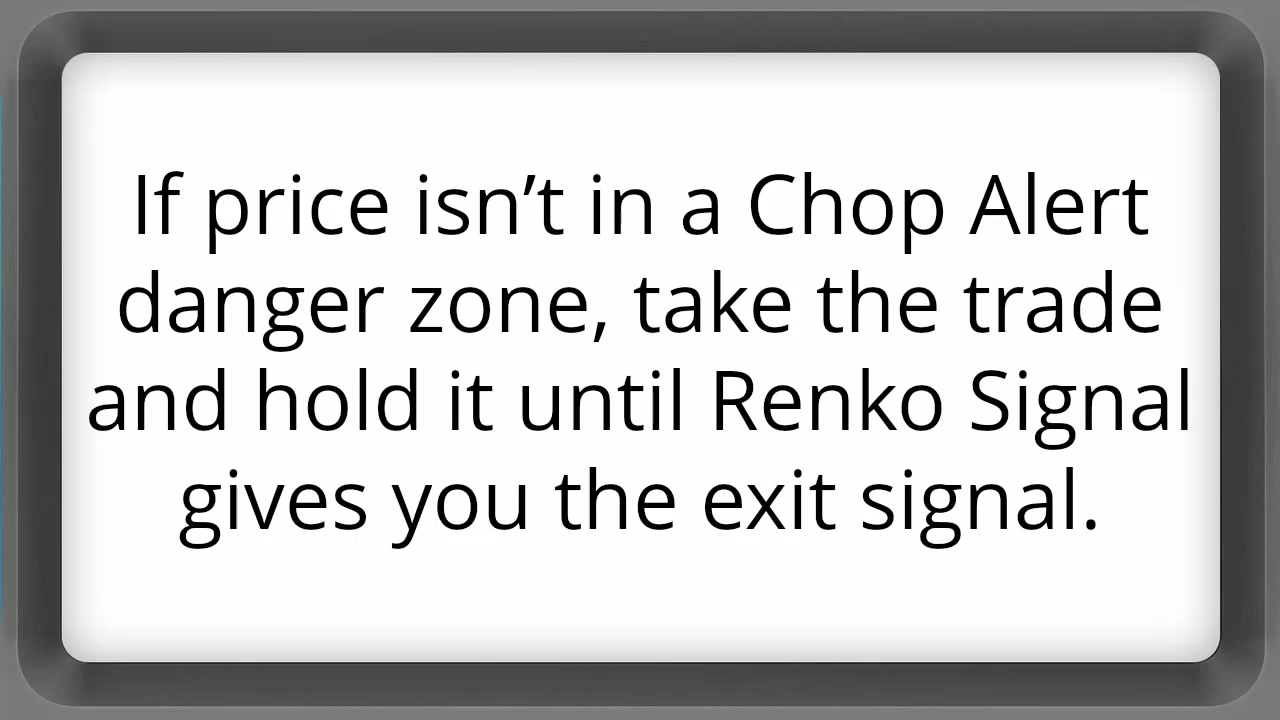 If price isn’t in a Chop Alert
danger zone, take the trade
and hold it until Renko Signal
gives you the exit signal.